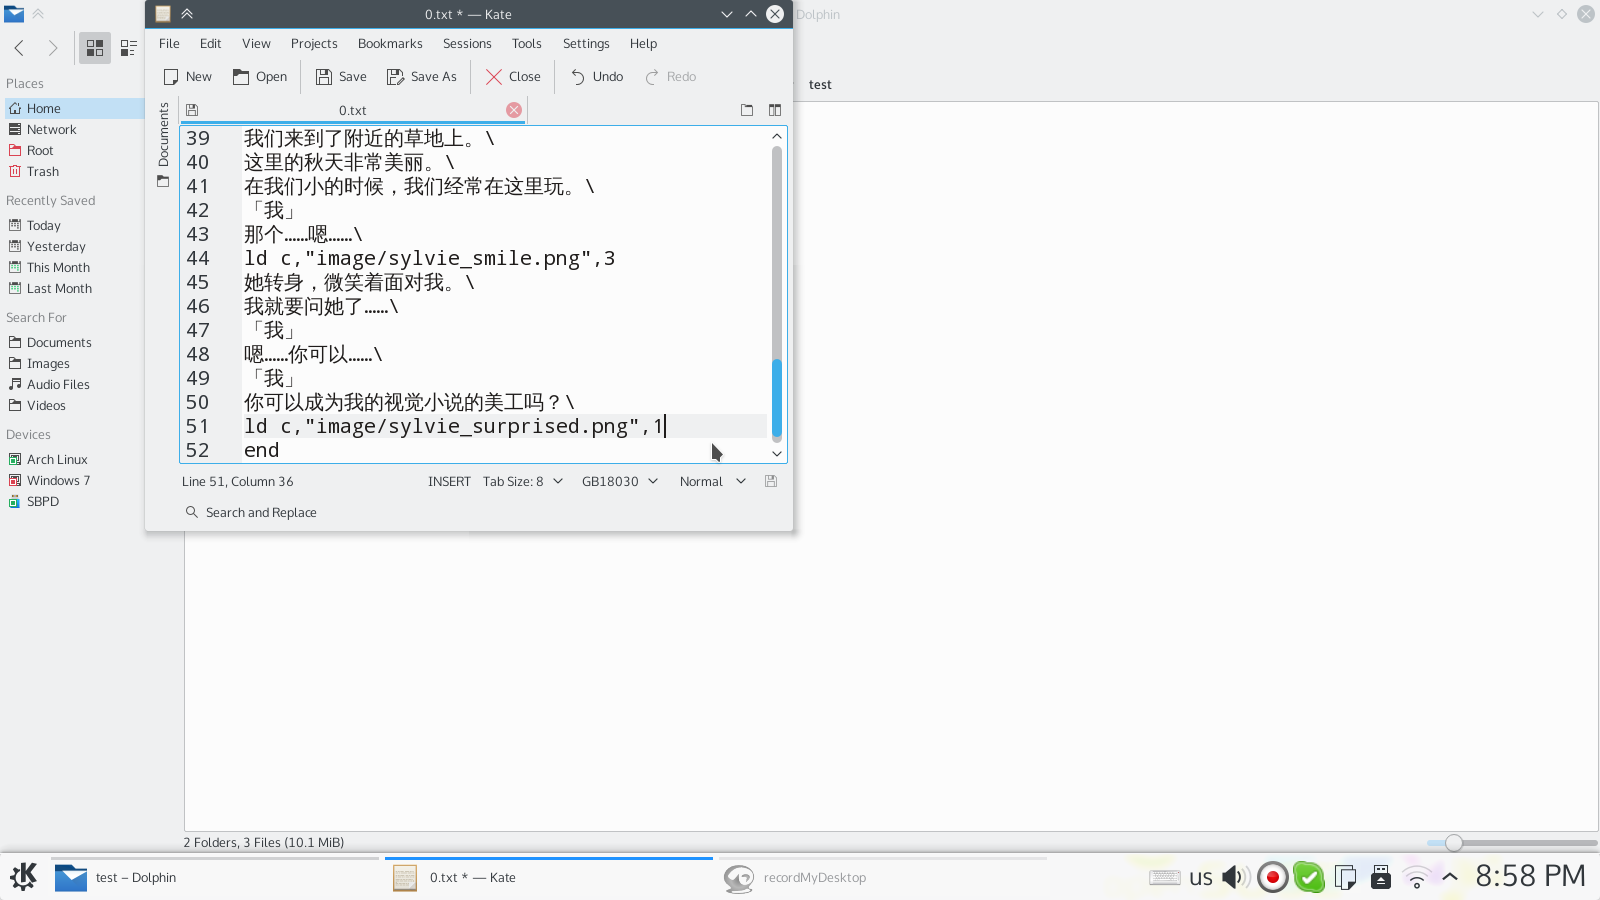 0.txt * — Kate
Dolphin
File Edit View Projects Bookmarks Sessions Tools Settings Help
New Open Save Save As Close Undo Redo
test
Places
Home
Network
Root
Trash
Recently Saved
Today
Yesterday
This Month
Last Month
Search For
Documents
Images
Audio Files
Videos
Devices
Arch Linux
Windows 7
SBPD
Documents
0.txt
39 我们来到了附近的草地上。\
40 这里的秋天非常美丽。\
41 在我们小的时候，我们经常在这里玩。\
42 「我」
43 那个……嗯……\
44 ld c,"image/sylvie_smile.png",3
45 她转身，微笑着面对我。\
46 我就要问她了……\
47 「我」
48 嗯……你可以……\
49 「我」
50 你可以成为我的视觉小说的美工吗？\
51 ld c,"image/sylvie_surprised.png",1
52 end
Line 51, Column 36 INSERT Tab Size: 8 GB18030 Normal
Search and Replace
2 Folders, 3 Files (10.1 MiB)
test – Dolphin
0.txt * — Kate
recordMyDesktop
us
8:58 PM